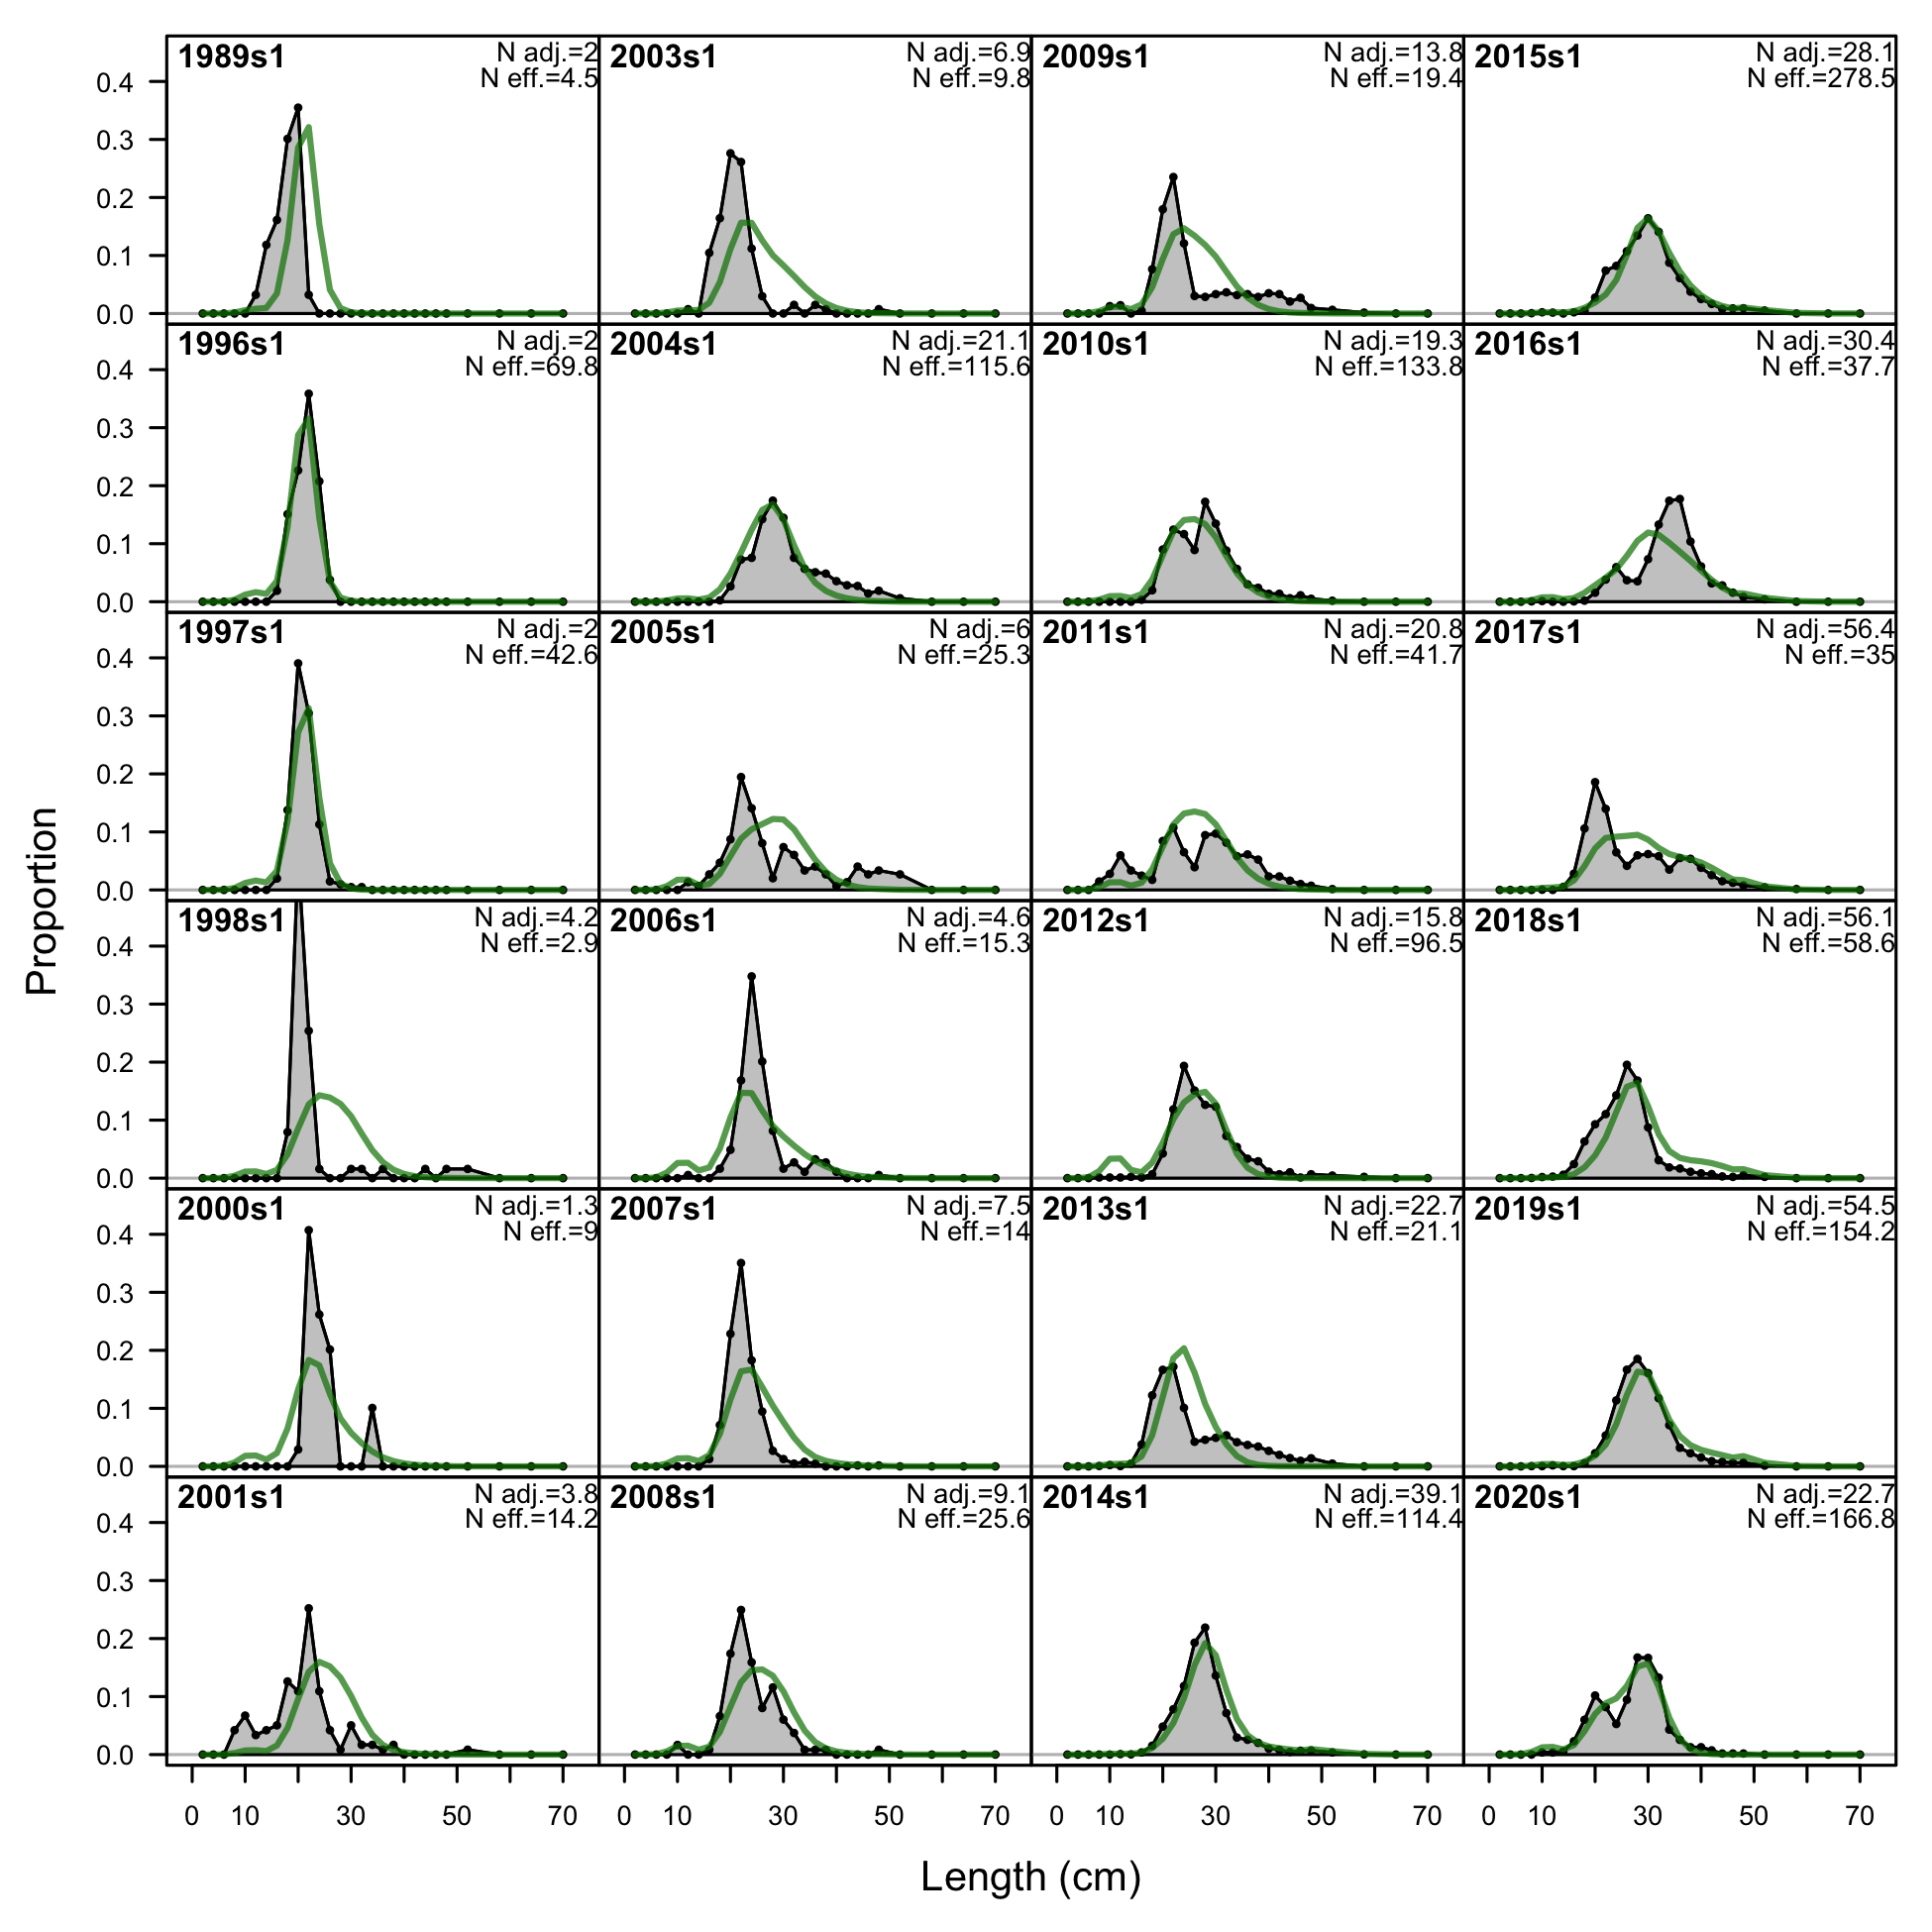 1989s1 N adj.=2
N eff.=4.5
2003s1 N adj.=6.9
N eff.=9.8
2009s1 N adj.=13.8
N eff.=19.4
2015s1 N adj.=28.1
N eff.=278.5
0.4
0.3
0.2
0.1
0.0
1996s1 N adj.=2
N eff.=69.8
2004s1 N adj.=21.1
N eff.=115.6
2010s1 N adj.=19.3
N eff.=133.8
2016s1 N adj.=30.4
N eff.=37.7
0.4
0.3
0.2
0.1
0.0
1997s1 N adj.=2
N eff.=42.6
2005s1 N adj.=6
N eff.=25.3
2011s1 N adj.=20.8
N eff.=41.7
2017s1 N adj.=56.4
N eff.=35
0.4
0.3
0.2
0.1
0.0
1998s1 N adj.=4.2
N eff.=2.9
2006s1 N adj.=4.6
N eff.=15.3
2012s1 N adj.=15.8
N eff.=96.5
2018s1 N adj.=56.1
N eff.=58.6
0.4
0.3
0.2
0.1
0.0
2000s1 N adj.=1.3
N eff.=9
2007s1 N adj.=7.5
N eff.=14
2013s1 N adj.=22.7
N eff.=21.1
2019s1 N adj.=54.5
N eff.=154.2
0.4
0.3
0.2
0.1
0.0
2001s1 N adj.=3.8
N eff.=14.2
2008s1 N adj.=9.1
N eff.=25.6
2014s1 N adj.=39.1
N eff.=114.4
2020s1 N adj.=22.7
N eff.=166.8
0.4
0.3
0.2
0.1
0.0
0 10 30 50 70 0 10 30 50 70 0 10 30 50 70 0 10 30 50 70
Length (cm)
Proportion